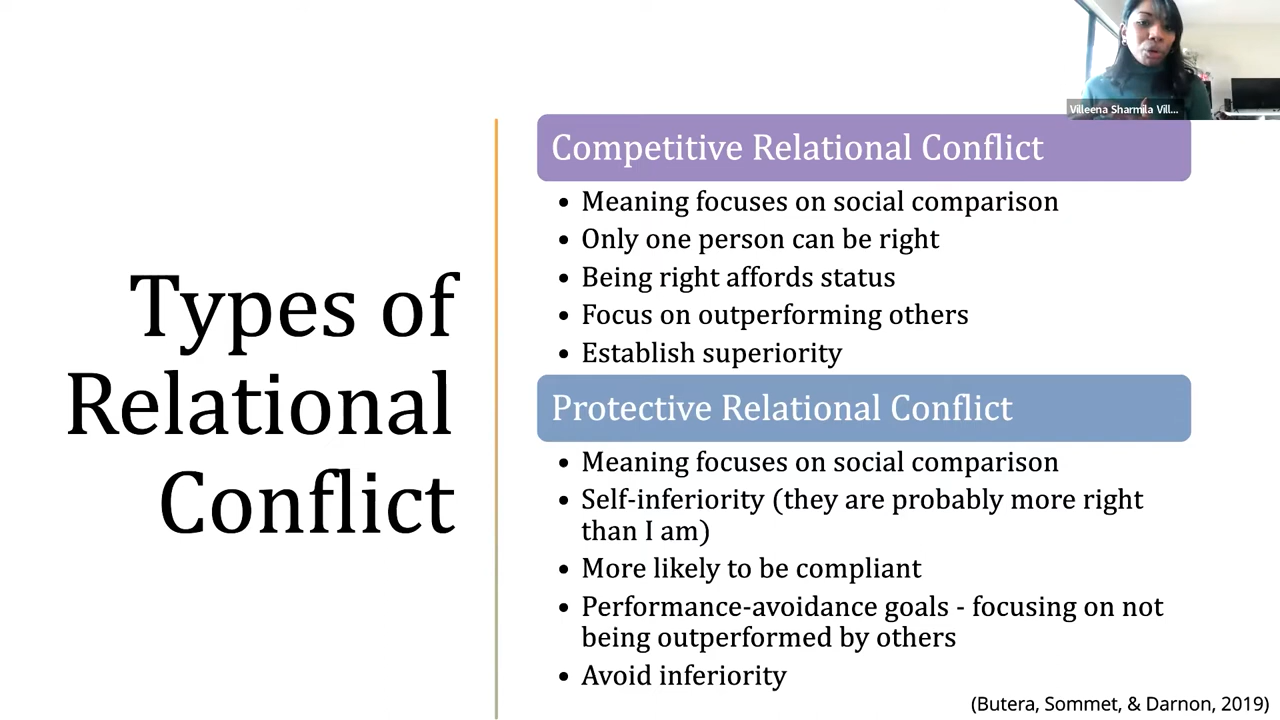 Villeena Sharmila Vill...
Types of
Relational
Conflict
Competitive Relational Conflict
• Meaning focuses on social comparison
• Only one person can be right
• Being right affords status
• Focus on outperforming others
• Establish superiority
Protective Relational Conflict
• Meaning focuses on social comparison
• Self-inferiority (they are probably more right
than I am)
• More likely to be compliant
• Performance-avoidance goals - focusing on not
being outperformed by others
• Avoid inferiority
(Butera, Sommet, & Darnon, 2019)